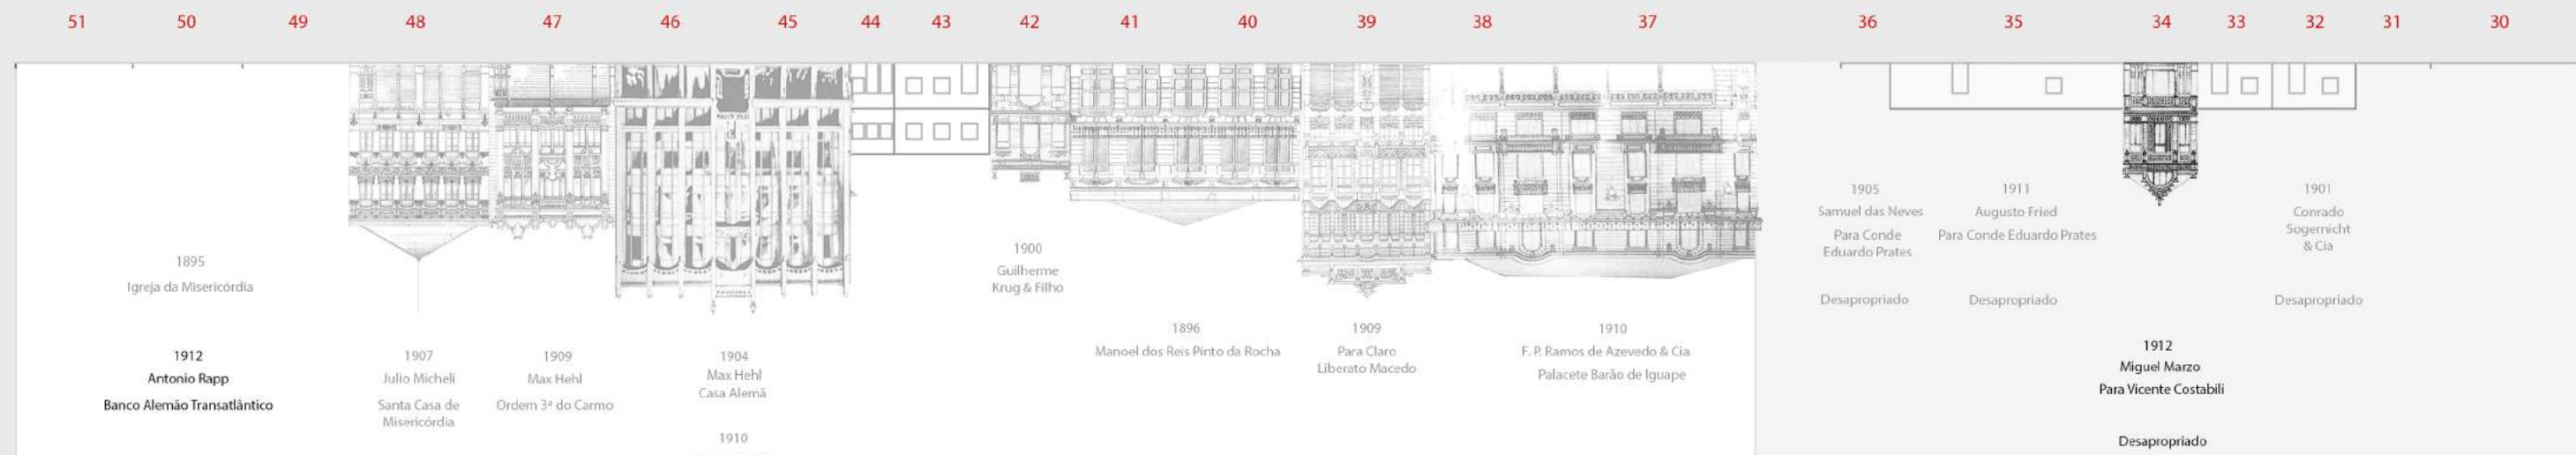 51 50 49 48 47 46 45 44 43 42 41 40 39 38 37 36 35 34 33 32 31 30
1895
Igreja da Misericórdia
1912
Antonio Rapp
Banco Alemão Transatlântico
1907
Julio Micheli
Santa Casa de
Misericórdia
1909
Max Hehl
Ordem 3ª do Carmo
1904
Max Hehl
Casa Alemã
1910
1900
Guilherme
Krug & Filho
1896
Manoel dos Reis Pinto da Rocha
1909
Para Claro
Liberato Macedo
1910
F. P. Ramos de Azevedo & Cia
Palacete Barão de Iguape
1905
Samuel das Neves
Para Conde
Eduardo Prates
Desapropriado
1911
Augusto Fried
Para Conde Eduardo Prates
Desapropriado
1912
Miguel Marzo
Para Vicente Costabili
Desapropriado
1901
Conrado
Sogernicht
& Cia
Desapropriado